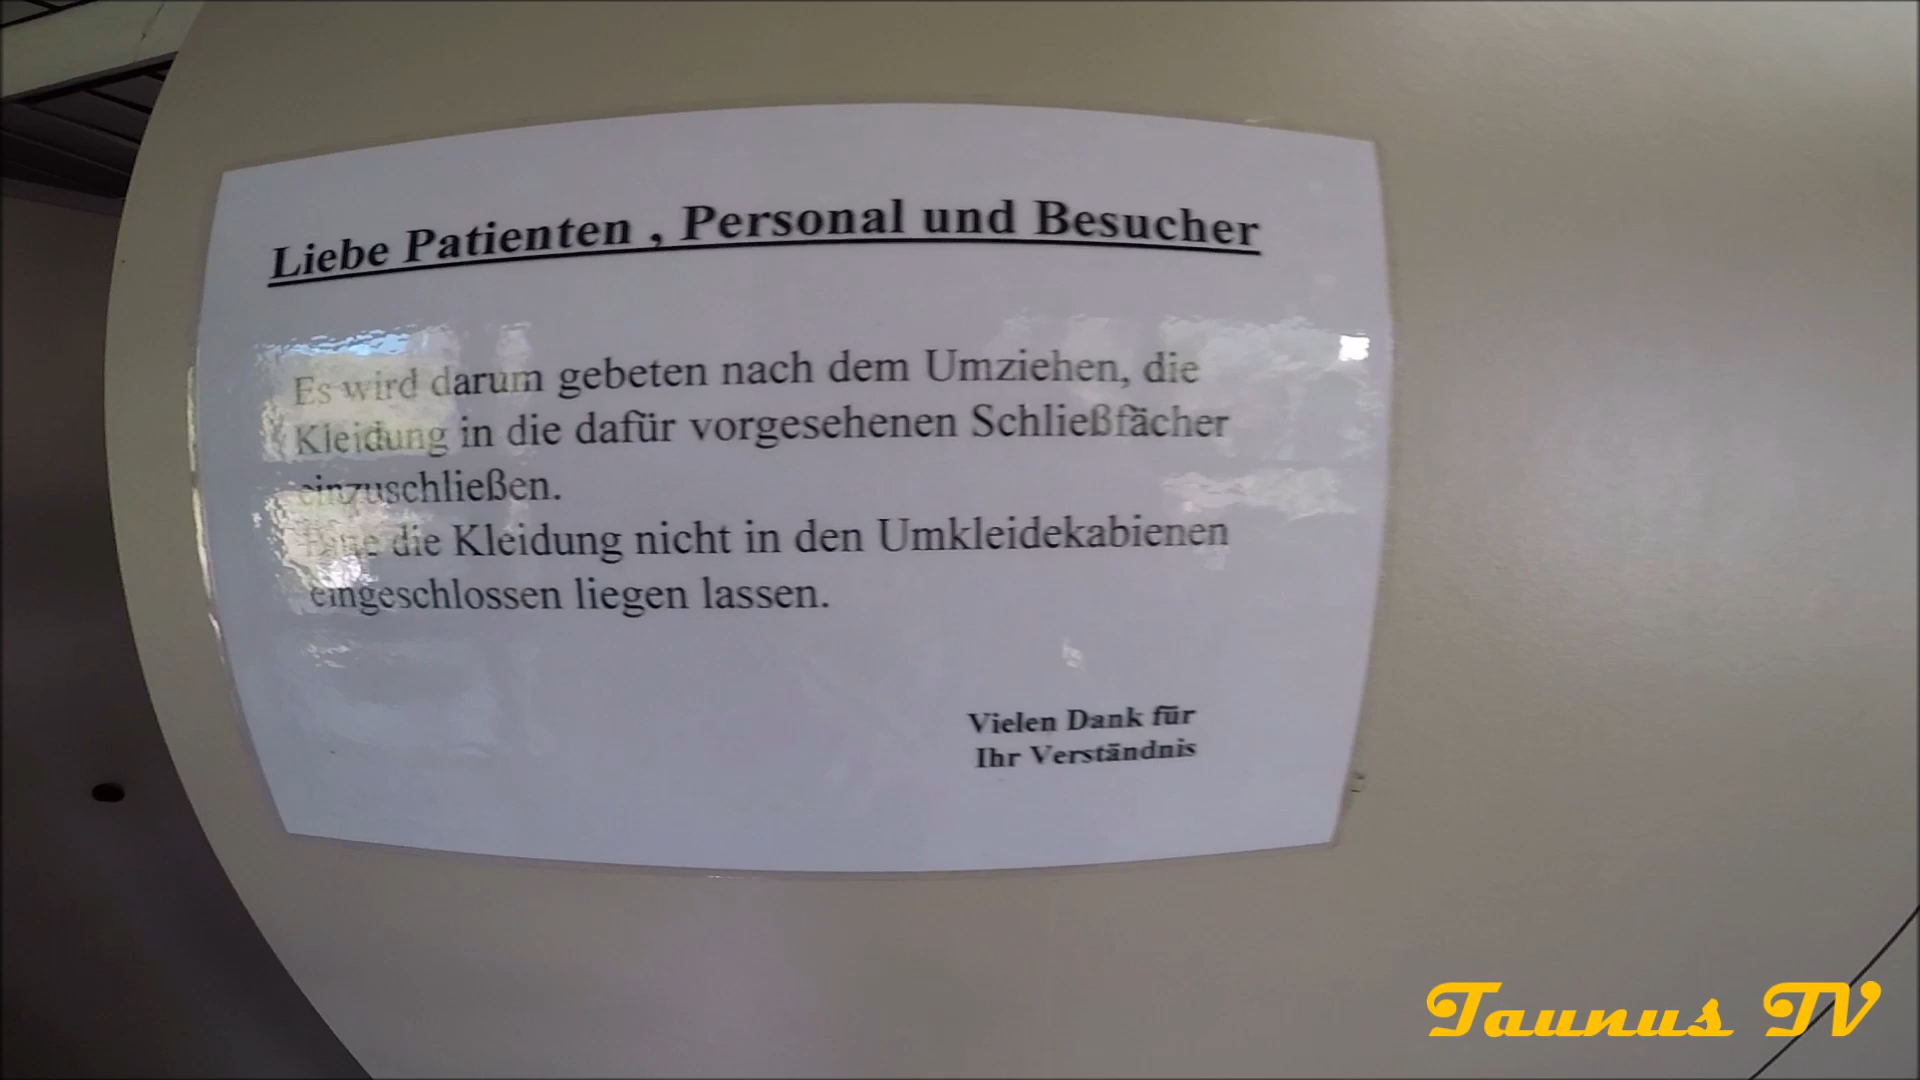 Liebe Patienten , Personal und Besucher
Es wird darum gebeten nach dem Umziehen, die
Kleidung in die dafür vorgesehenen Schließfächer
einzuschließen.
Bitte die Kleidung nicht in den Umkleidekabienen
eingeschlossen liegen lassen.
Vielen Dank für
Ihr Verständnis
Taunus TV